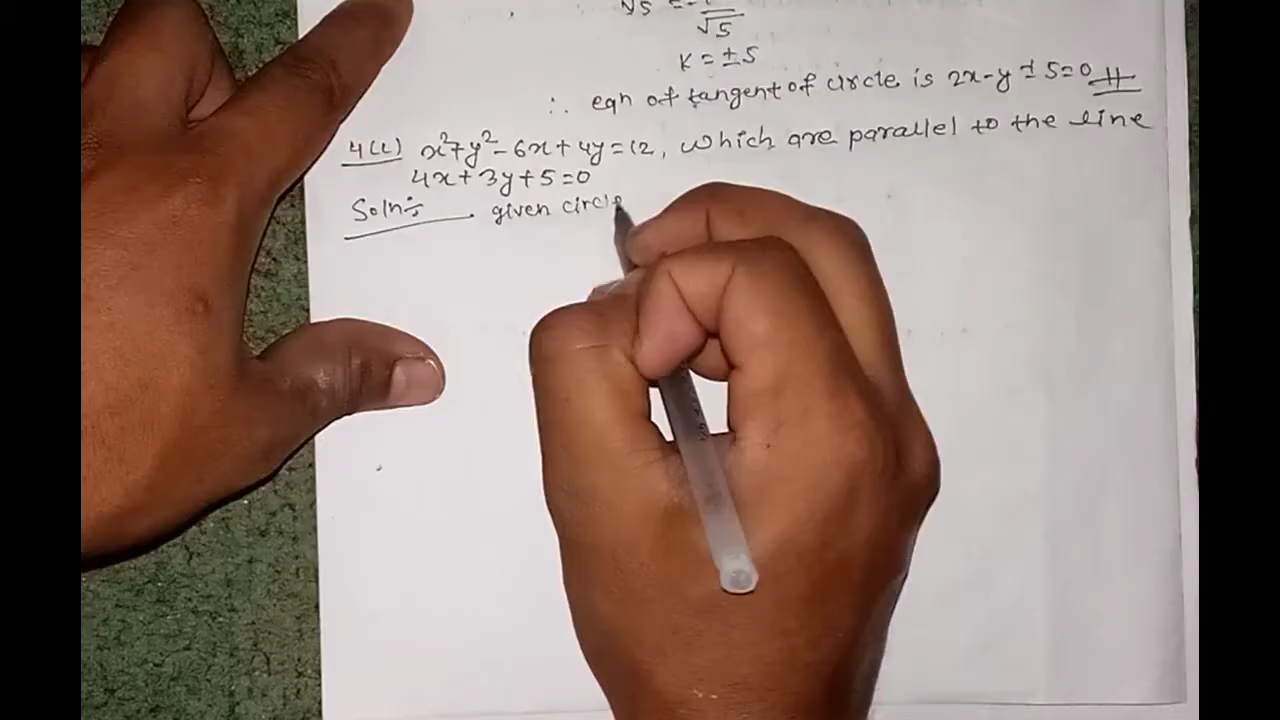 √5
√5
K = ±5
∴ eqn of tangent of circle is 2x-y ± 5=0
4(c) x²+y²-6x+4y=12, which are parallel to the line
4x+3y+5=0
Soln:- given circle